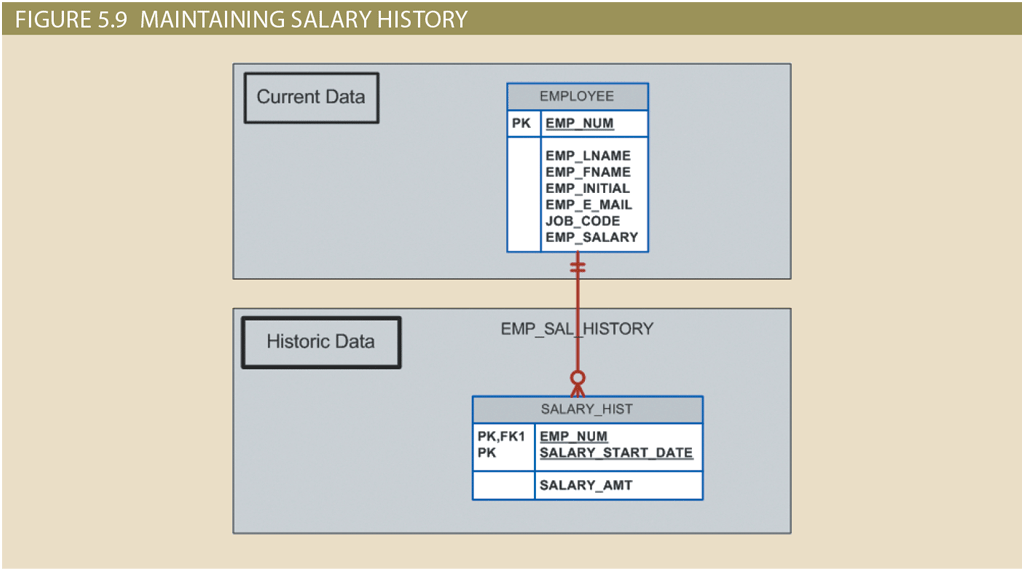 FIGURE 5.9 MAINTAINING SALARY HISTORY
Current Data
EMPLOYEE
PK EMP_NUM
EMP_LNAME
EMP_FNAME
EMP_INITIAL
EMP_E_MAIL
JOB_CODE
EMP_SALARY
EMP_SAL_HISTORY
Historic Data
SALARY_HIST
PK,FK1 EMP_NUM
PK SALARY_START_DATE
SALARY_AMT